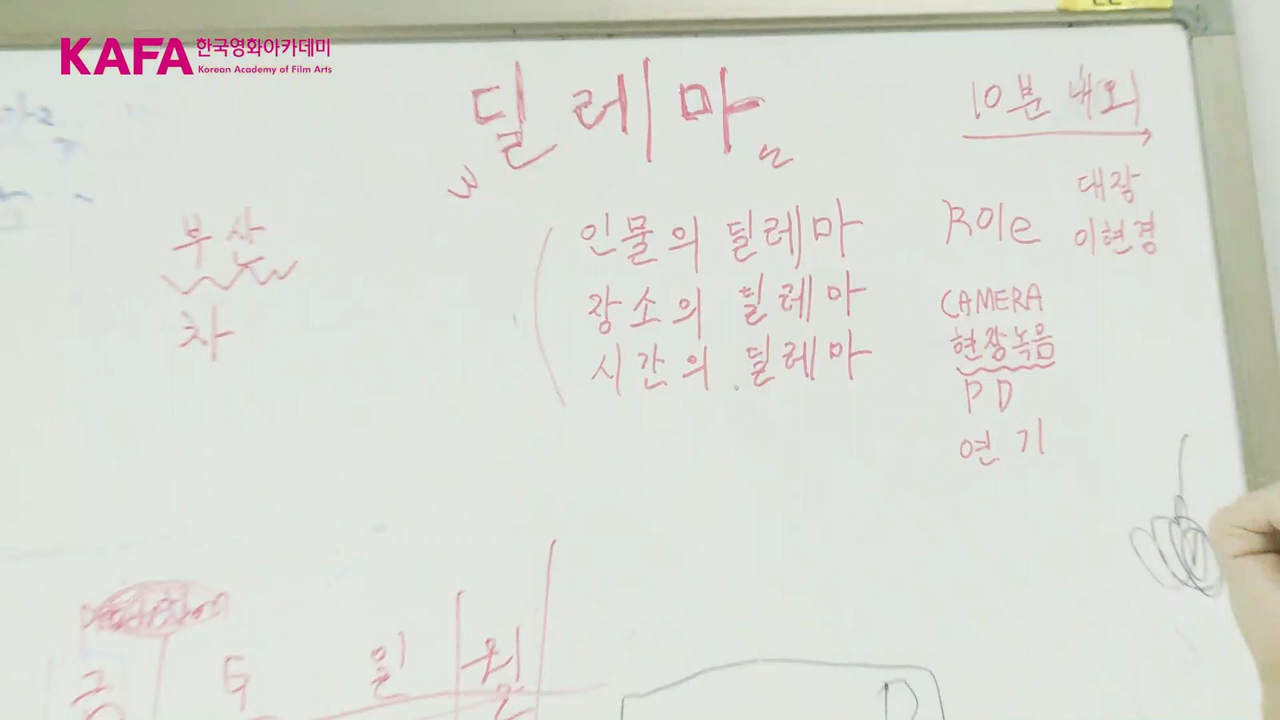 KAFA 한국영화아카데미
Korean Academy of Film Arts
"딜레마"
10분 내외
부산
차
인물의 딜레마
장소의 딜레마
시간의 딜레마
Role
대장
이현경
CAMERA
현장녹음
PD
연기
금
일
D